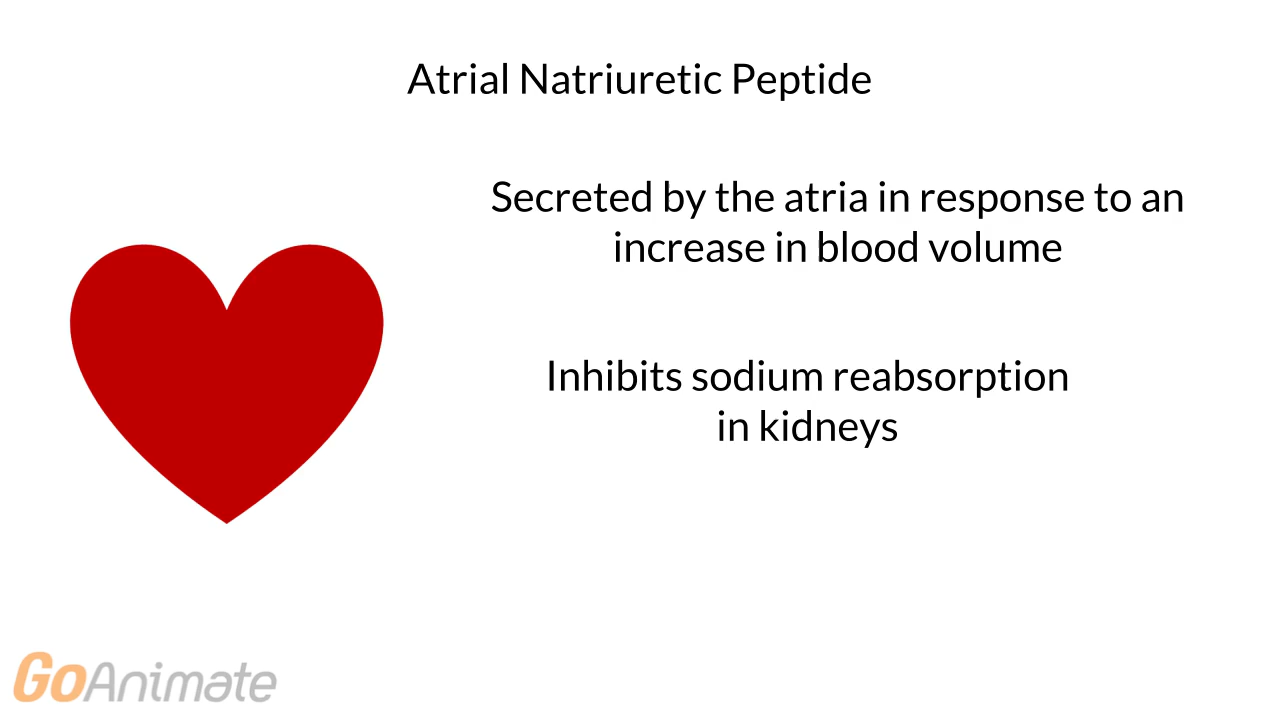 Atrial Natriuretic Peptide
Secreted by the atria in response to an
increase in blood volume
Inhibits sodium reabsorption
in kidneys
GoAnimate